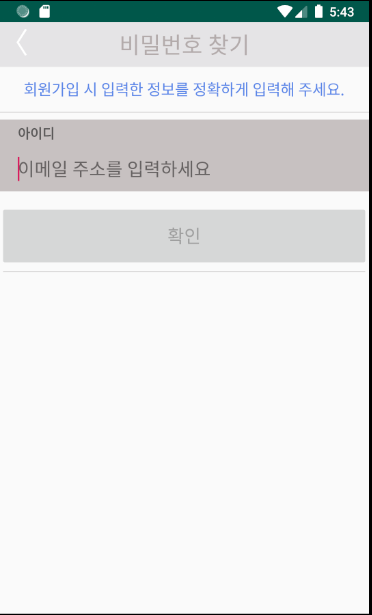 5:43
비밀번호 찾기
회원가입 시 입력한 정보를 정확하게 입력해 주세요.
아이디
이메일 주소를 입력하세요
확인